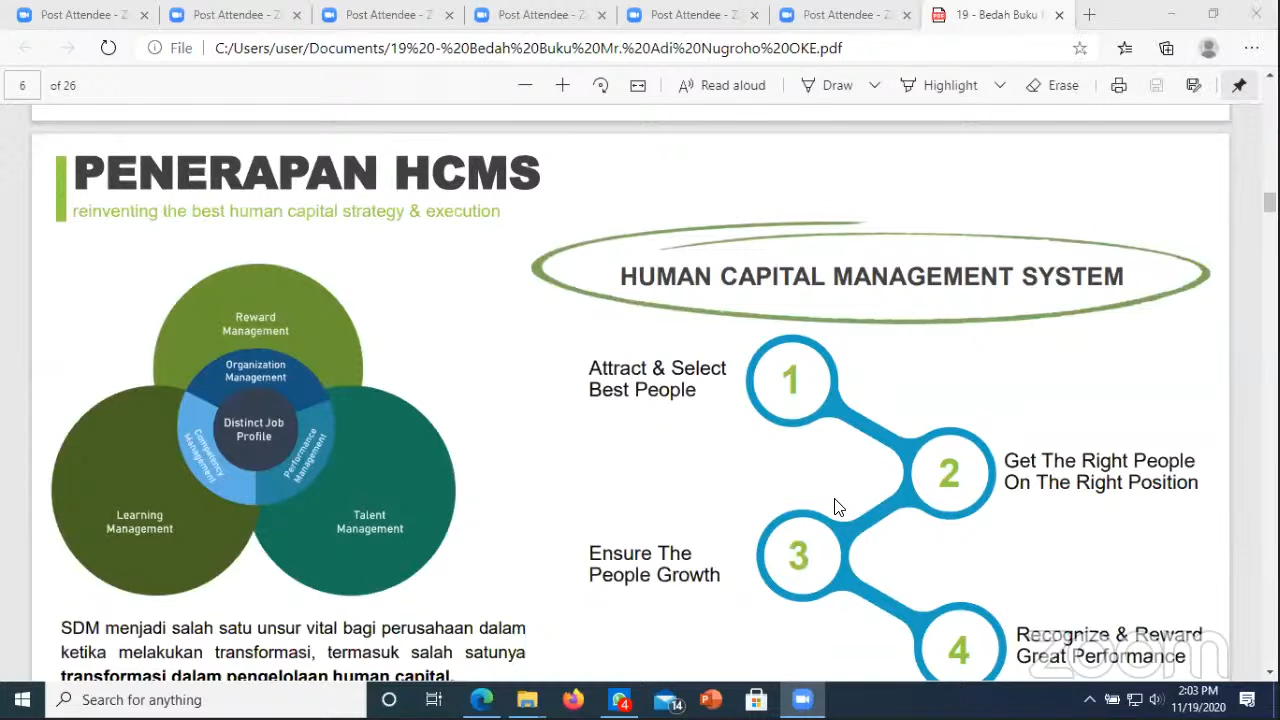 Post Attendee - Z
Post Attendee - Z
Post Attendee - Z
Post Attendee - Z
Post Attendee - Z
Post Attendee - Z
19 - Bedah Buku
File
C:/Users/user/Documents/19%20-%20Bedah%20Buku%20Mr.%20Adi%20Nugroho%20OKE.pdf
6 of 26
Read aloud
Draw
Highlight
Erase
PENERAPAN HCMS
reinventing the best human capital strategy & execution
Reward
Management
Organization
Management
Distinct Job
Profile
Competency
Management
Performance
Management
Learning
Management
Talent
Management
SDM menjadi salah satu unsur vital bagi perusahaan dalam
ketika melakukan transformasi, termasuk salah satunya
transformasi dalam pengelolaan human capital.
HUMAN CAPITAL MANAGEMENT SYSTEM
Attract & Select
Best People
1
2
Get The Right People
On The Right Position
Ensure The
People Growth
3
4
Recognize & Reward
Great Performance
zoom
Search for anything
4
14
2:03 PM
11/19/2020